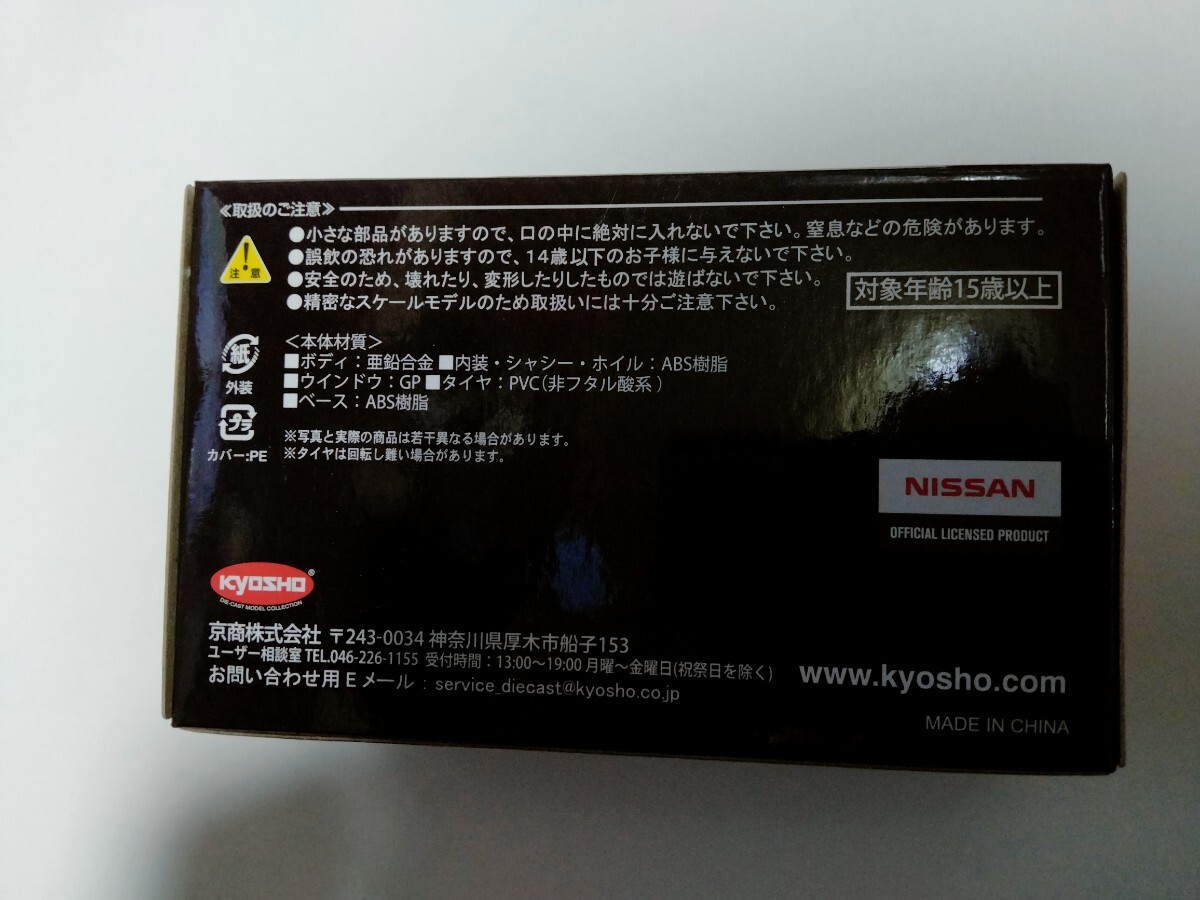 ≪取扱のご注意≫
注意
●小さな部品がありますので、口の中に絶対に入れないで下さい。窒息などの危険があります。
●誤飲の恐れがありますので、14歳以下のお子様に与えないで下さい。
●安全のため、壊れたり、変形したりしたものでは遊ばないで下さい。
●精密なスケールモデルのため取扱いには十分ご注意下さい。
対象年齢15歳以上
紙
外装
プラ
カバー:PE
＜本体材質＞
■ボディ：亜鉛合金 ■内装・シャシー・ホイル：ABS樹脂
■ウインドウ：GP ■タイヤ：PVC(非フタル酸系)
■ベース：ABS樹脂
※写真と実際の商品は若干異なる場合があります。
※タイヤは回転し難い場合があります。
NISSAN
OFFICIAL LICENSED PRODUCT
KYOSHO®
DIE-CAST MODEL COLLECTION
京商株式会社 〒243-0034 神奈川県厚木市船子153
ユーザー相談室 TEL.046-226-1155 受付時間：13:00〜19:00 月曜〜金曜日(祝祭日を除く)
お問い合わせ用Eメール：service_diecast@kyosho.co.jp
www.kyosho.com
MADE IN CHINA